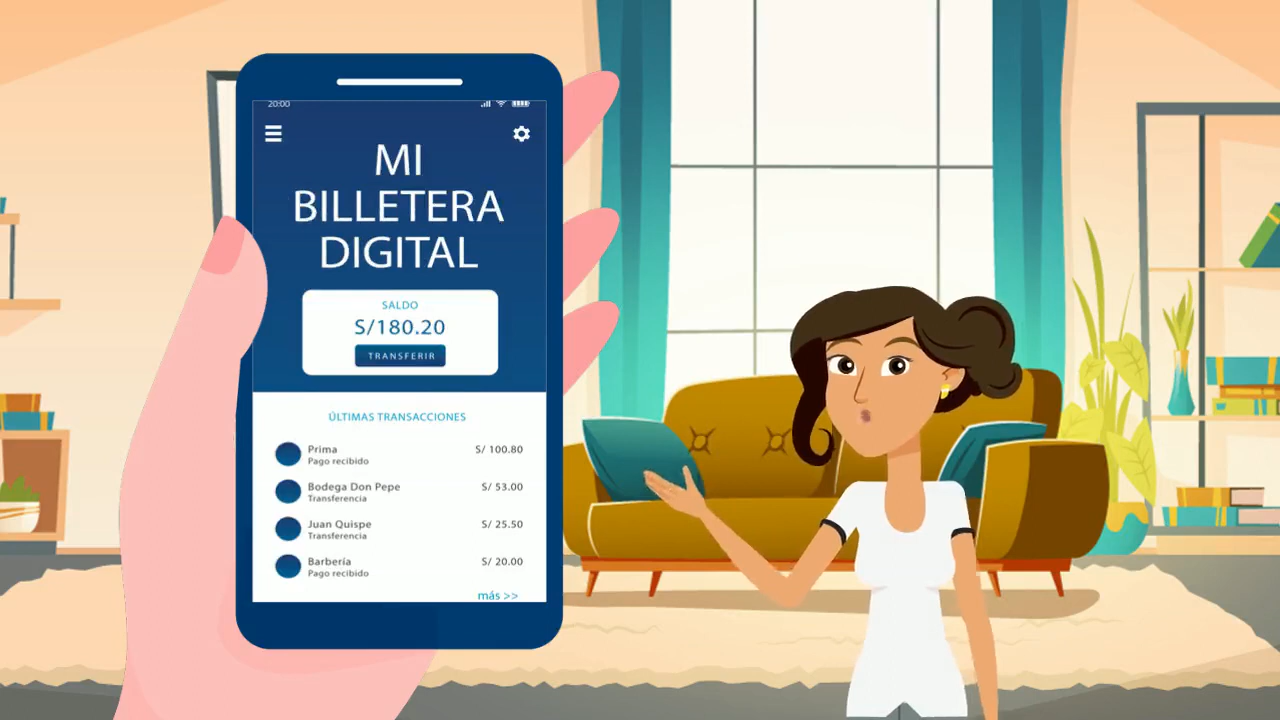 20:00
MI
BILLETERA
DIGITAL
SALDO
S/180.20
TRANSFERIR
ÚLTIMAS TRANSACCIONES
Prima S/ 100.80
Pago recibido
Bodega Don Pepe S/ 53.00
Transferencia
Juan Quispe S/ 25.50
Transferencia
Barbería S/ 20.00
Pago recibido
más >>